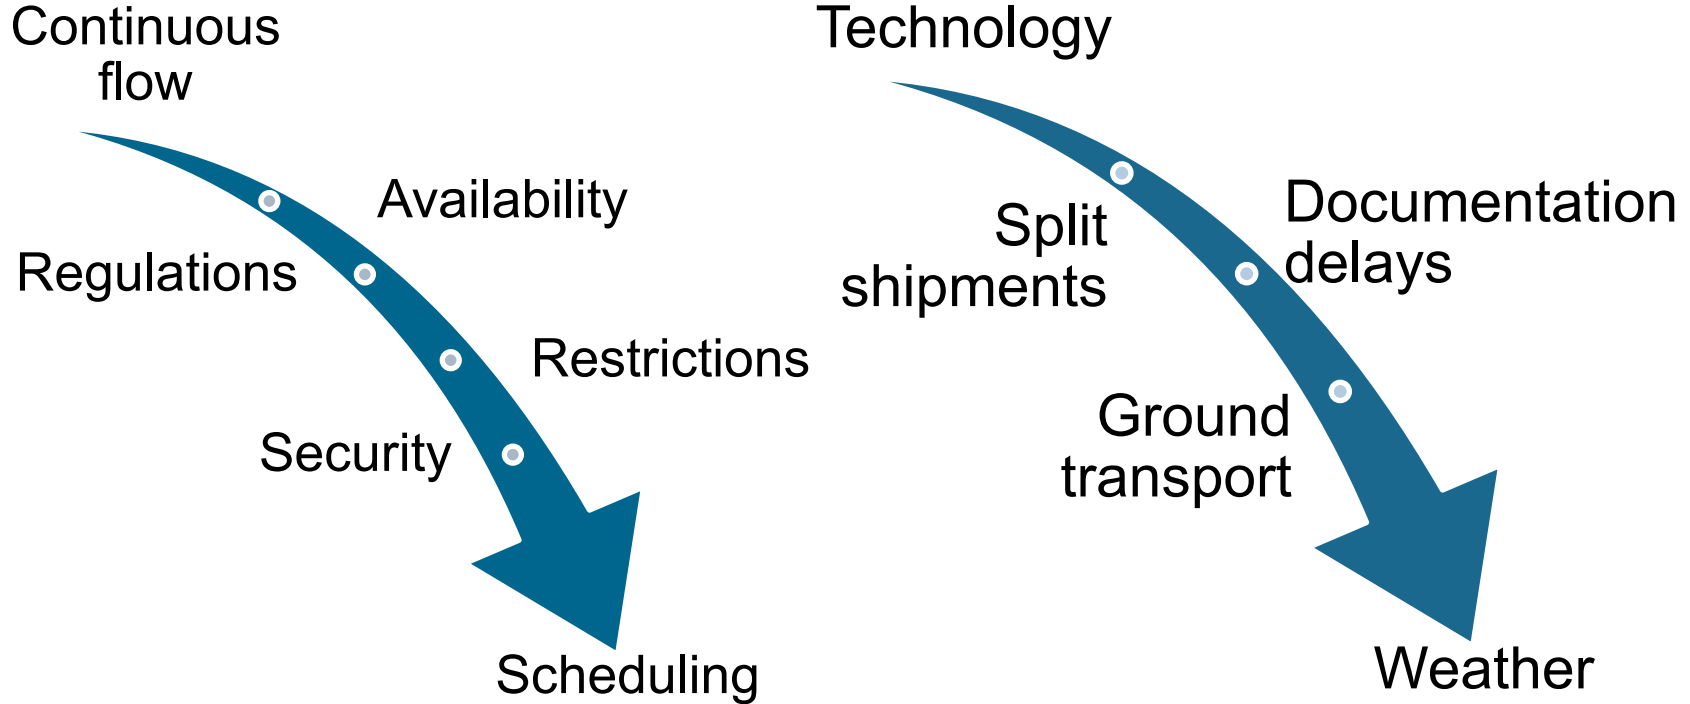 Continuous
flow
Availability
Regulations
Restrictions
Security
Scheduling
Technology
Split
shipments
Documentation
delays
Ground
transport
Weather